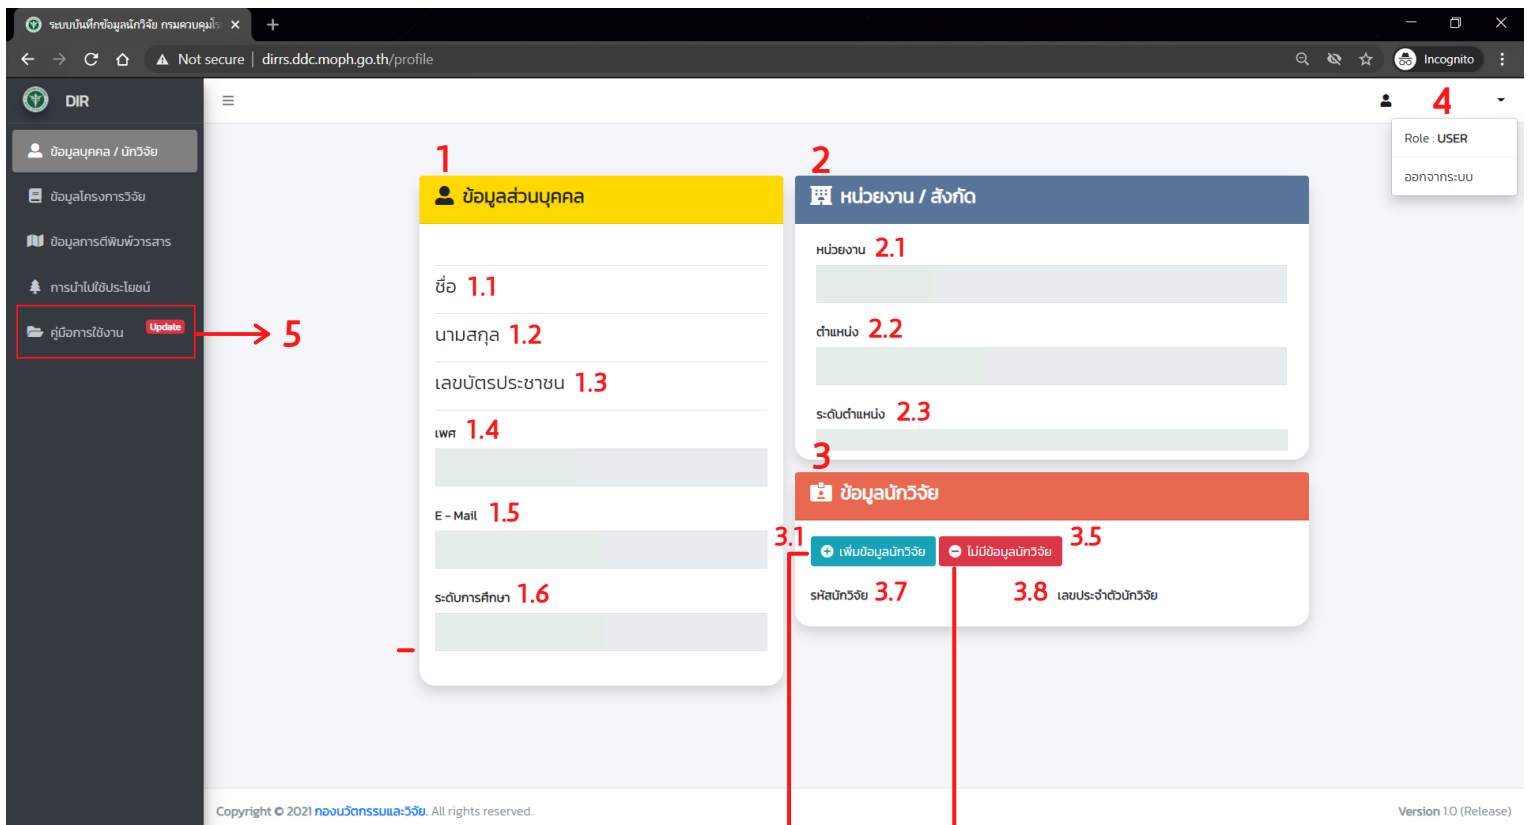 ระบบบันทึกข้อมูลนักวิจัย กรมควบคุมโร
Not secure | dirrs.ddc.moph.go.th/profile
Incognito
DIR
4
Role : USER
ออกจากระบบ
ข้อมูลบุคคล / นักวิจัย
ข้อมูลโครงการวิจัย
ข้อมูลการตีพิมพ์วารสาร
การนำไปใช้ประโยชน์
คู่มือการใช้งาน Update
5
1
ข้อมูลส่วนบุคคล
ชื่อ 1.1
นามสกุล 1.2
เลขบัตรประชาชน 1.3
เพศ 1.4
E - Mail 1.5
ระดับการศึกษา 1.6
2
หน่วยงาน / สังกัด
หน่วยงาน 2.1
ตำแหน่ง 2.2
ระดับตำแหน่ง 2.3
3
ข้อมูลนักวิจัย
3.1 เพิ่มข้อมูลนักวิจัย ไม่มีข้อมูลนักวิจัย 3.5
รหัสนักวิจัย 3.7 3.8 เลขประจำตัวนักวิจัย
Copyright © 2021 กองนวัตกรรมและวิจัย. All rights reserved.
Version 1.0 (Release)